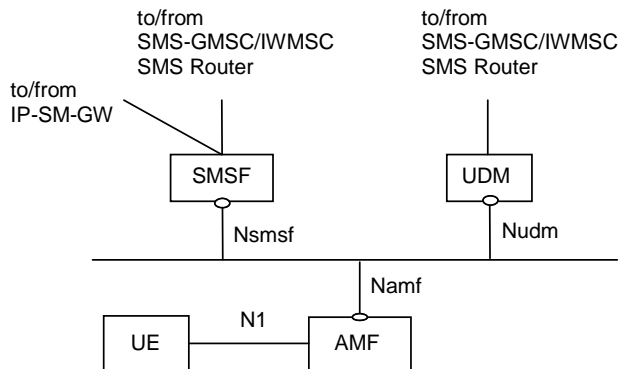 to/from
SMS-GMSC/IWMSC
SMS Router
to/from
SMS-GMSC/IWMSC
SMS Router
to/from
IP-SM-GW
SMSF
UDM
Nsmsf
Nudm
Namf
N1
UE
AMF